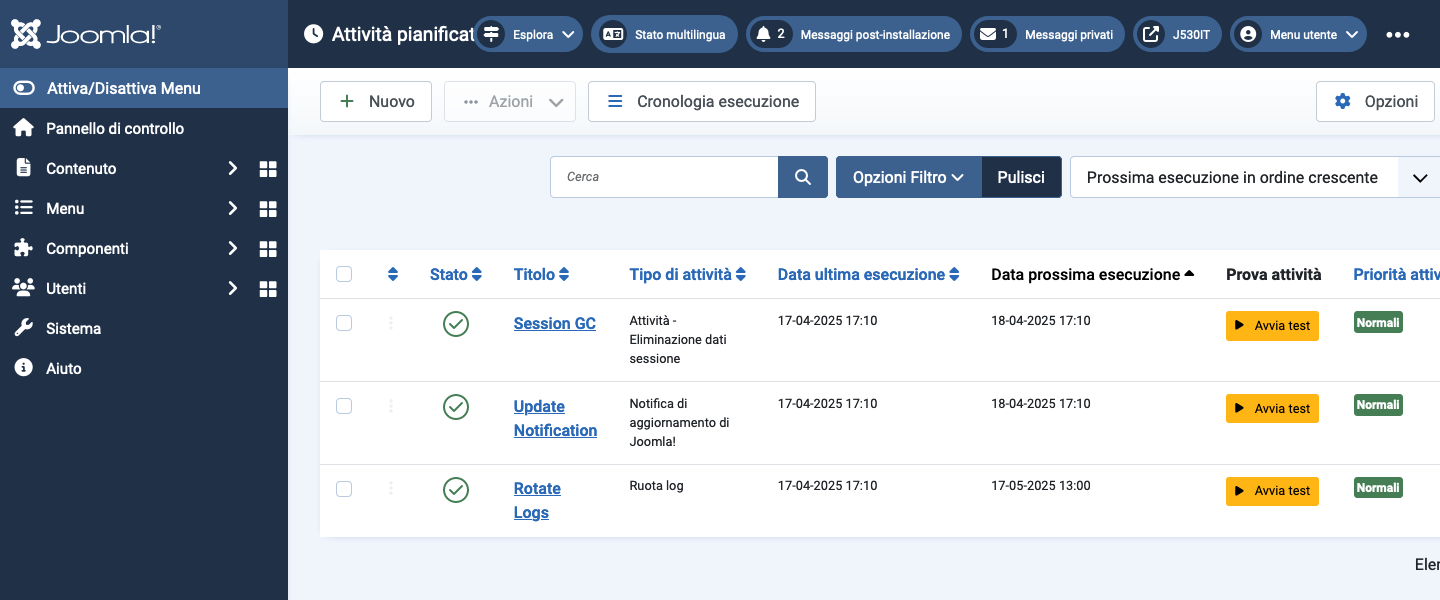 Joomla!
Attività pianificat
Esplora
Stato multilingua
2 Messaggi post-installazione
1 Messaggi privati
J530IT
Menu utente
Attiva/Disattiva Menu
Pannello di controllo
Contenuto
Menu
Componenti
Utenti
Sistema
Aiuto
Nuovo
Azioni
Cronologia esecuzione
Opzioni
Cerca
Opzioni Filtro
Pulisci
Prossima esecuzione in ordine crescente
Stato Titolo Tipo di attività Data ultima esecuzione Data prossima esecuzione Prova attività Priorità attiv
Session GC
Attività -
Eliminazione dati
sessione
17-04-2025 17:10
18-04-2025 17:10
Avvia test
Normali
Update
Notification
Notifica di
aggiornamento di
Joomla!
17-04-2025 17:10
18-04-2025 17:10
Avvia test
Normali
Rotate
Logs
Ruota log
17-04-2025 17:10
17-05-2025 13:00
Avvia test
Normali
Eler